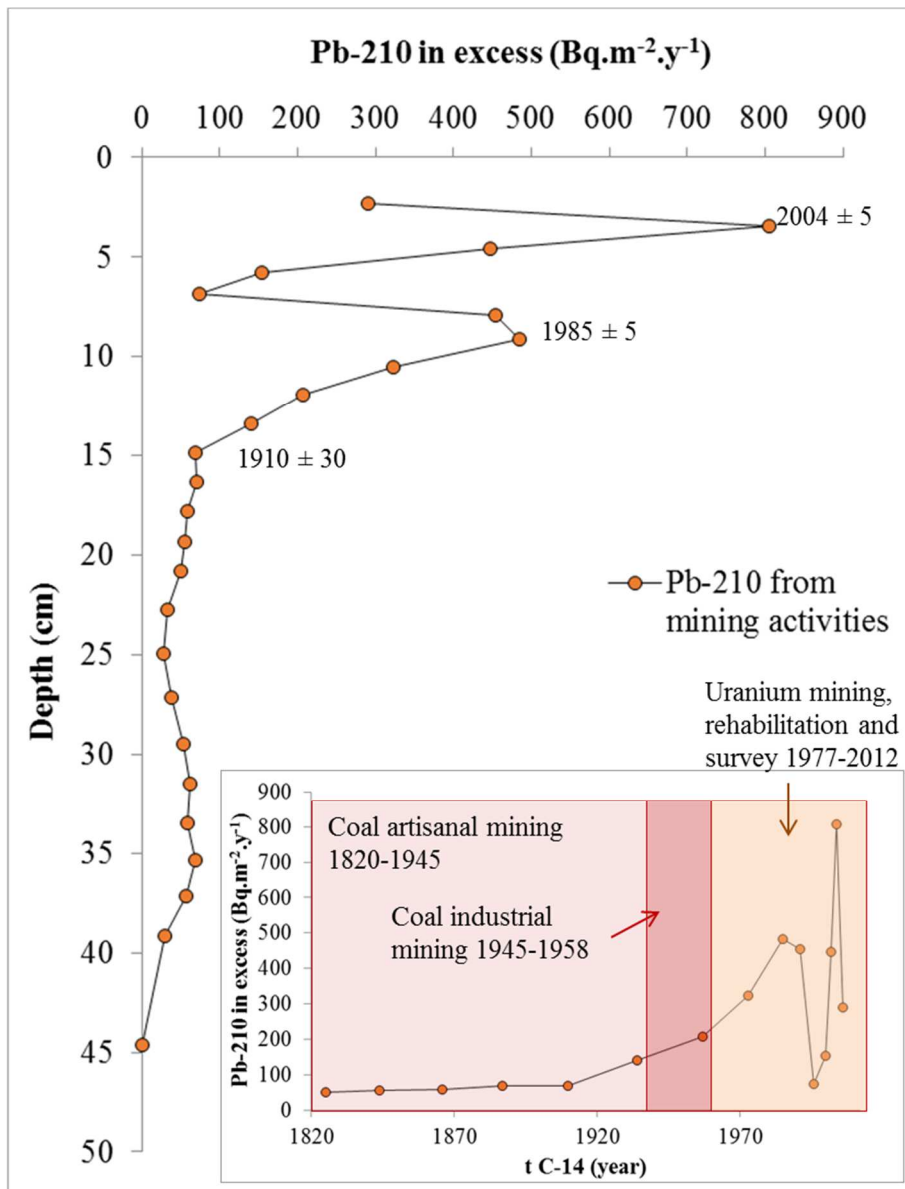 Pb-210 in excess (Bq.m⁻².y⁻¹)
0 100 200 300 400 500 600 700 800 900
0
5
10
15
20
25
30
35
40
45
50
Depth (cm)
2004 ± 5
1985 ± 5
1910 ± 30
Pb-210 from
mining activities
Uranium mining,
rehabilitation and
survey 1977-2012
Pb-210 in excess (Bq.m⁻².y⁻¹)
900
800
700
600
500
400
300
200
100
0
Coal artisanal mining
1820-1945
Coal industrial
mining 1945-1958
1820 1870 1920 1970
t C-14 (year)